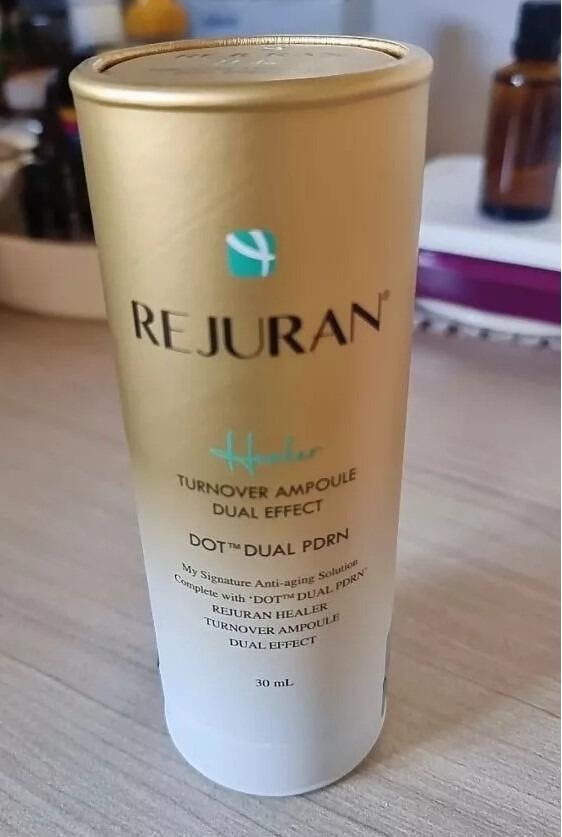 REJURAN
REJURAN®
Healer
TURNOVER AMPOULE
DUAL EFFECT
DOT™ DUAL PDRN
My Signature Anti-aging Solution
Complete with ‘DOT™ DUAL PDRN’
REJURAN HEALER
TURNOVER AMPOULE
DUAL EFFECT
30 mL